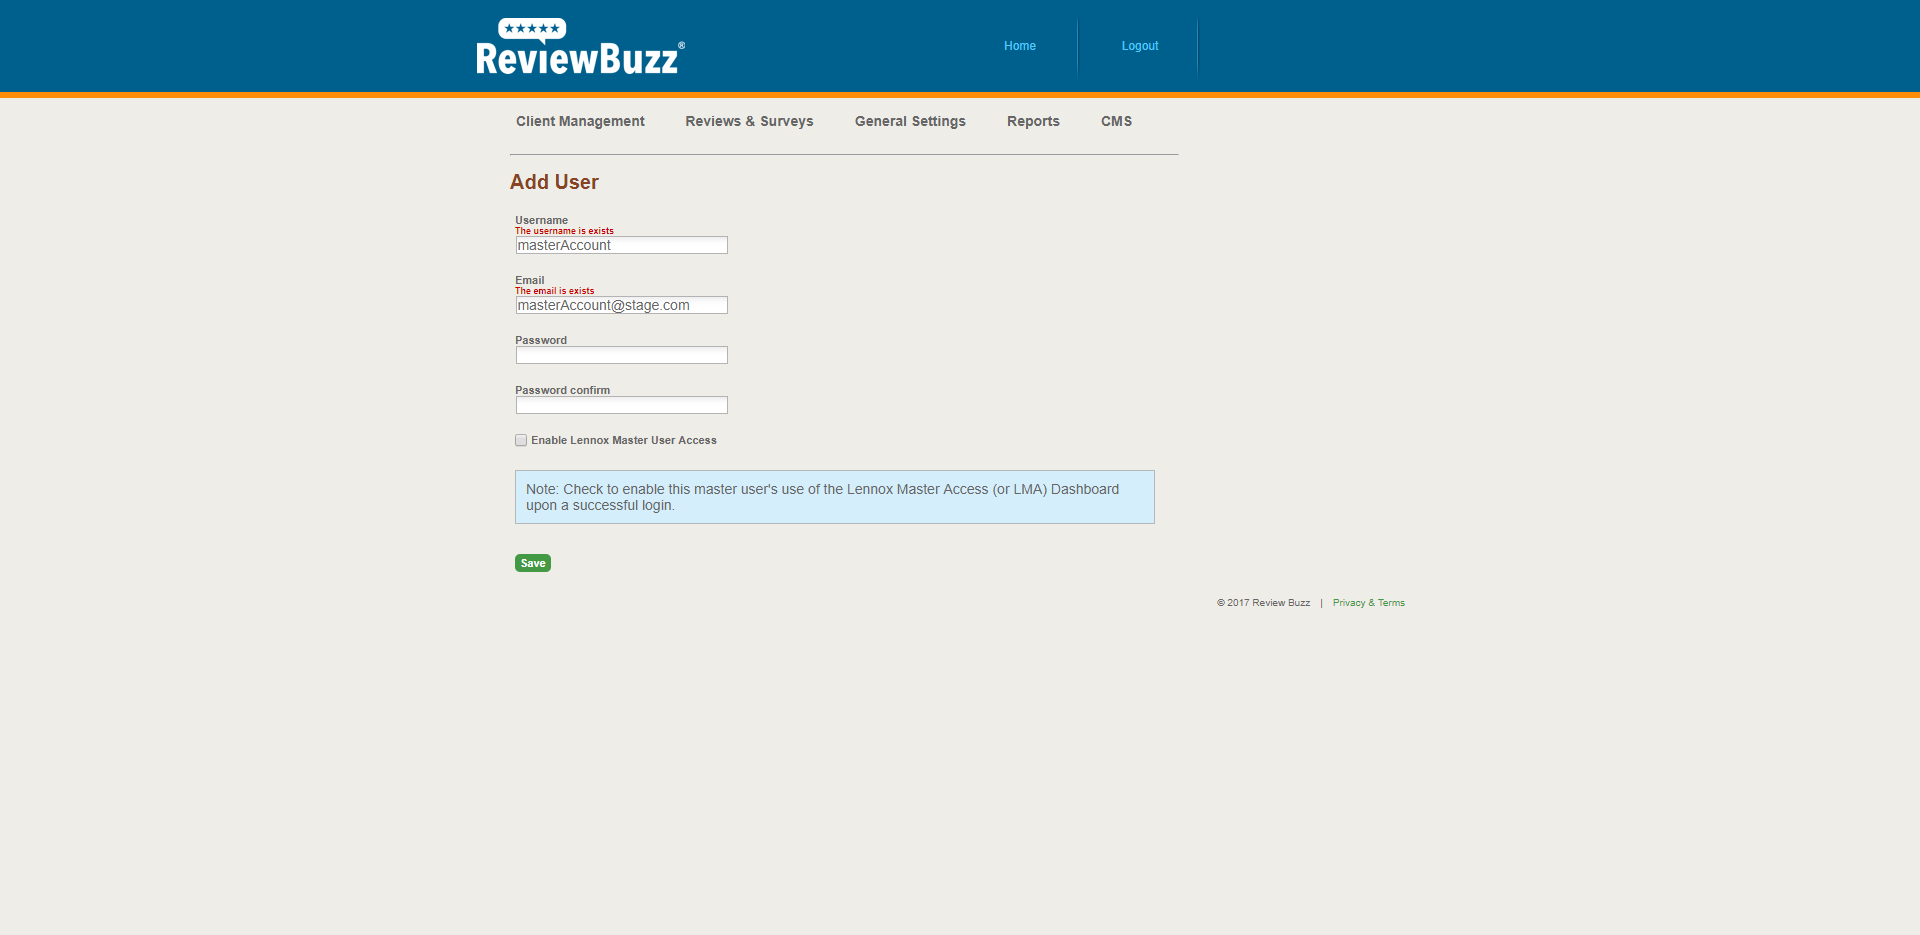 ★★★★★
ReviewBuzz®
Home
Logout
Client Management
Reviews & Surveys
General Settings
Reports
CMS
Add User
Username
The username is exists
masterAccount
Email
The email is exists
masterAccount@stage.com
Password
Password confirm
Enable Lennox Master User Access
Note: Check to enable this master user's use of the Lennox Master Access (or LMA) Dashboard
upon a successful login.
Save
© 2017 Review Buzz | Privacy & Terms